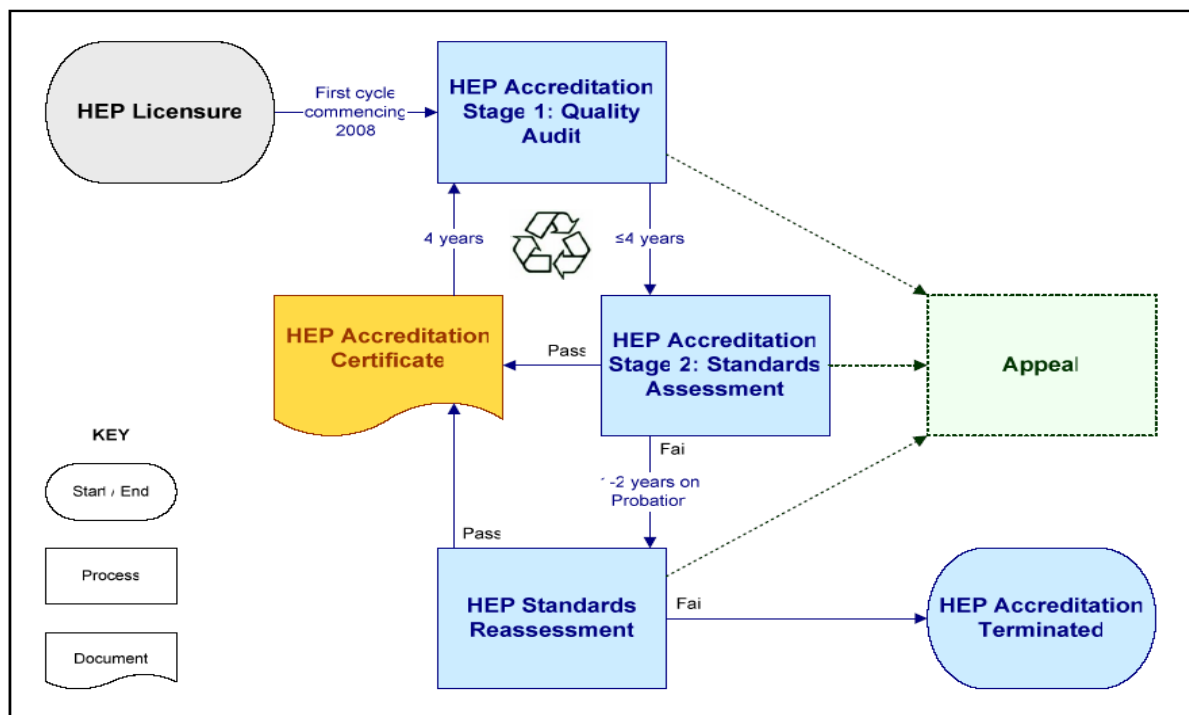 HEP Licensure
First cycle
commencing
2008
HEP Accreditation
Stage 1: Quality
Audit
4 years
≤4 years
HEP Accreditation
Certificate
Pass
HEP Accreditation
Stage 2: Standards
Assessment
Appeal
Fai
-2 years on
Probation
KEY
Start / End
Process
Document
Pass
HEP Standards
Reassessment
Fai
HEP Accreditation
Terminated